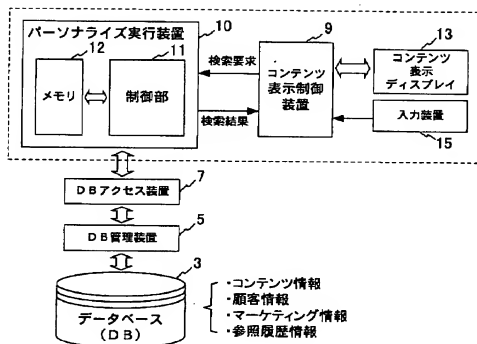 パーソナライズ実行装置
10
12
メモリ
11
制御部
検索要求
検索結果
9
コンテンツ
表示制御
装置
13
コンテンツ
表示
ディスプレイ
入力装置
15
DBアクセス装置
7
DB管理装置
5
3
データベース
(DB)
・コンテンツ情報
・顧客情報
・マーケティング情報
・参照履歴情報